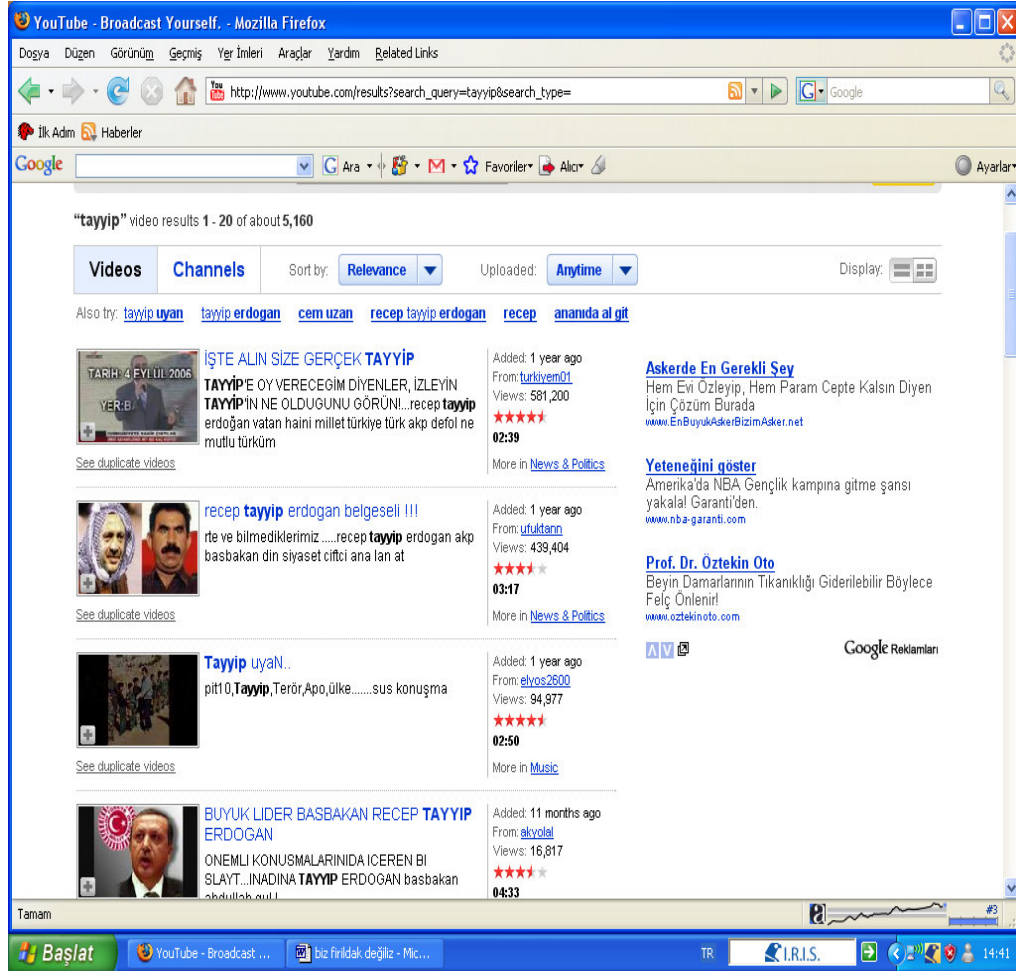 YouTube - Broadcast Yourself. - Mozilla Firefox
Dosya Düzen Görünüm Geçmiş Yer İmleri Araçlar Yardım Related Links
http://www.youtube.com/results?search_query=tayyip&search_type=
Google
İlk Adım Haberler
Google Ara Favoriler Alıcı Ayarlar
“tayyip” video results 1 - 20 of about 5,160
Videos Channels Sort by: Relevance Uploaded: Anytime Display:
Also try: tayyip uyan tayyip erdogan cem uzan recep tayyip erdogan recep ananida al git
TARIH: 4 EYLÜL 2006
YER:B
İŞTE ALIN SİZE GERÇEK TAYYİP
TAYYİP'E OY VERECEGİM DİYENLER, İZLEYİN
TAYYİP'İN NE OLDUGUNU GÖRÜN!...recep tayyip
erdoğan vatan haini millet türkiye türk akp defol ne
mutlu türküm
See duplicate videos
Added: 1 year ago
From: turkiyem01
Views: 581,200
02:39
More in News & Politics
recep tayyip erdogan belgeseli !!!
rte ve bilmediklerimiz .....recep tayyip erdogan akp
basbakan din siyaset ciftci ana lan at
See duplicate videos
Added: 1 year ago
From: ufuktann
Views: 439,404
03:17
More in News & Politics
Tayyip uyaN..
pit10,Tayyip,Terör,Apo,ülke.......sus konuşma
See duplicate videos
Added: 1 year ago
From: elyos2600
Views: 94,977
02:50
More in Music
BUYUK LIDER BASBAKAN RECEP TAYYIP
ERDOGAN
ONEMLI KONUSMALARINIDA ICEREN BI
SLAYT...INADINA TAYYIP ERDOGAN basbakan
abdullah gul !
Added: 11 months ago
From: akyolal
Views: 16,817
04:33
Askerde En Gerekli Şey
Hem Evi Özleyip, Hem Param Cepte Kalsın Diyen
İçin Çözüm Burada
www.EnBuyukAskerBizimAsker.net
Yeteneğini göster
Amerika'da NBA Gençlik kampına gitme şansı
yakala! Garanti'den.
www.nba-garanti.com
Prof. Dr. Öztekin Oto
Beyin Damarlarının Tıkanıklığı Giderilebilir Böylece
Felç Önlenir!
www.oztekinoto.com
Google Reklamları
Tamam #3
Başlat YouTube - Broadcast ... biz firildak değiliz - Mic... TR I.R.I.S. 14:41